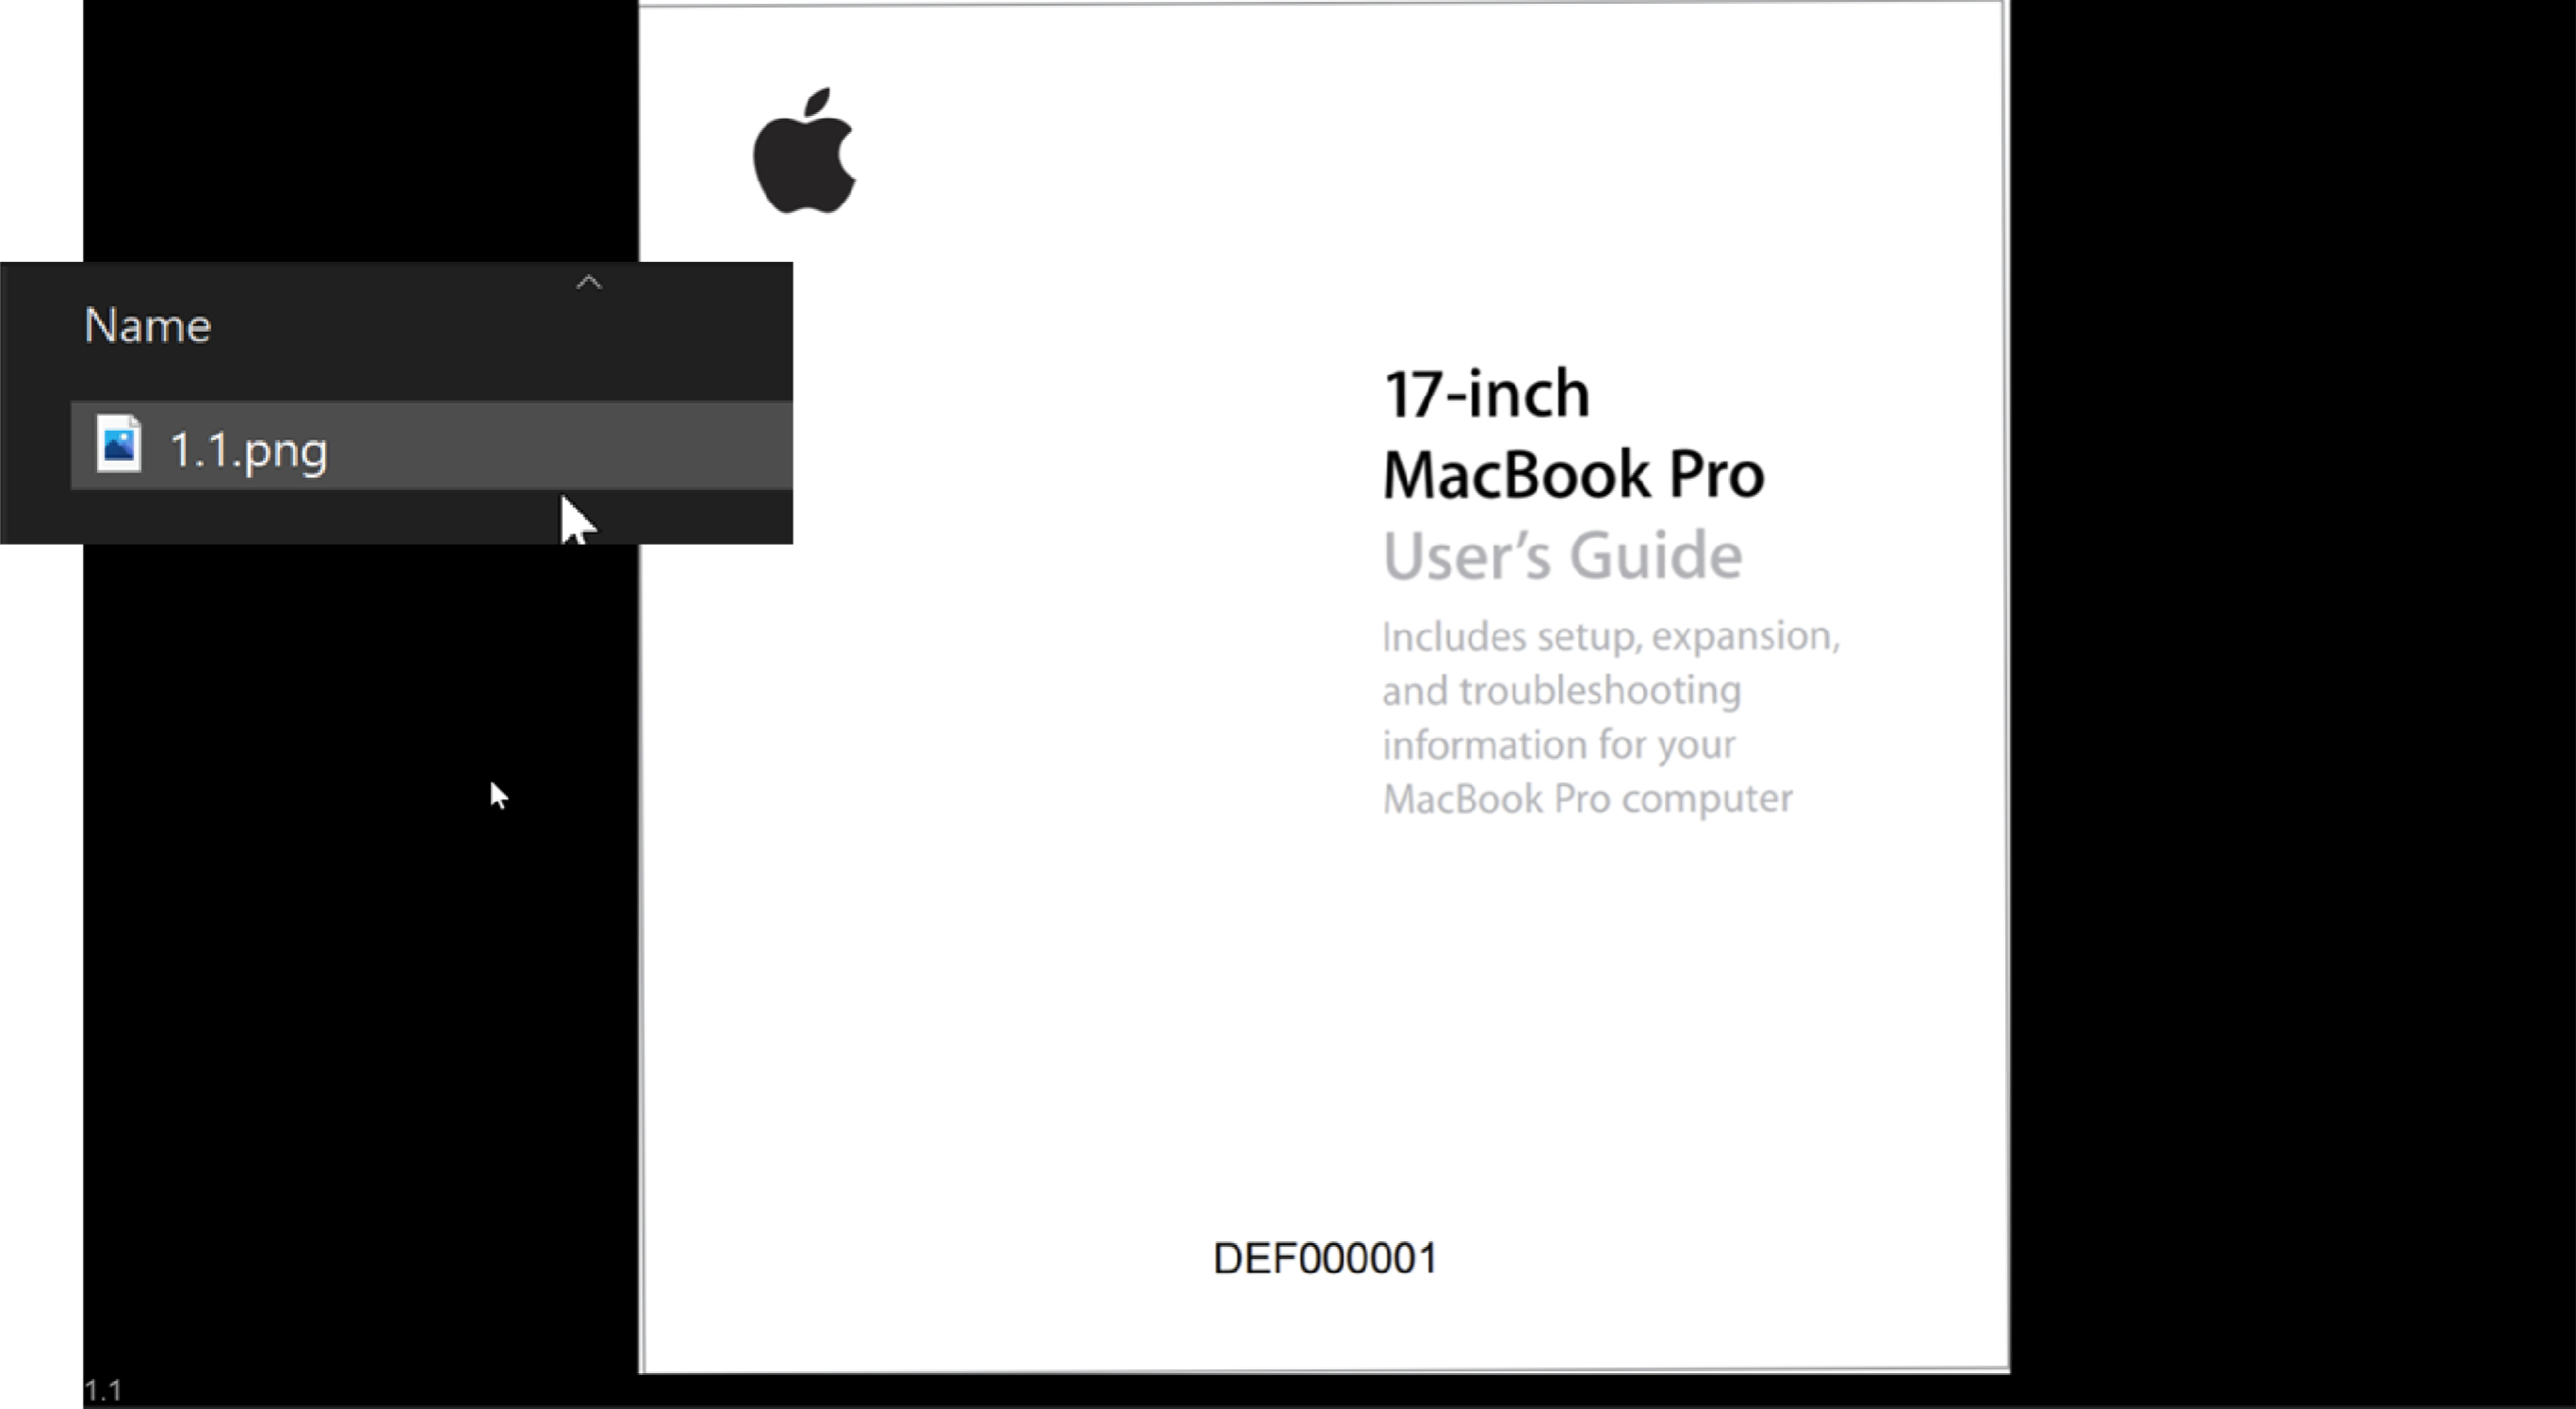 Name
1.1.png
17-inch
MacBook Pro
User’s Guide
Includes setup, expansion,
and troubleshooting
information for your
MacBook Pro computer
DEF000001
1.1